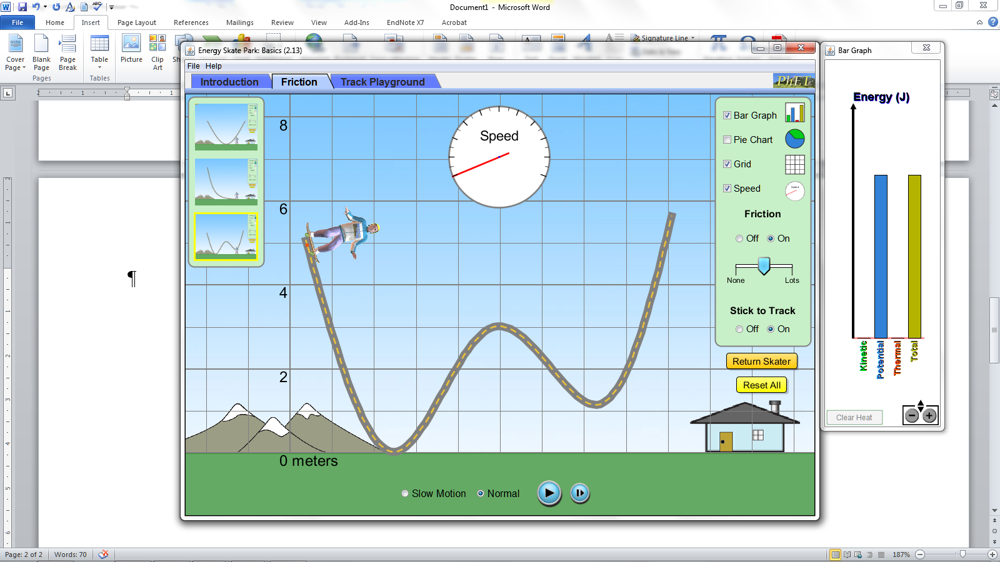 Document1 - Microsoft Word
File Home Insert Page Layout References Mailings Review View Add-Ins EndNote X7 Acrobat
Cover Page Blank Page Page Break Table Picture Clip Art Signature Line
Pages Tables
Energy Skate Park: Basics (2.13)
File Help
Introduction Friction Track Playground
PhET
8
6
4
2
0 meters
Speed
Bar Graph
Pie Chart
Grid
Speed
Friction
Off On
None Lots
Stick to Track
Off On
Return Skater
Reset All
Slow Motion Normal
Bar Graph
Energy (J)
Kinetic
Potential
Thermal
Total
Clear Heat
¶
Page: 2 of 2 Words: 70 187%